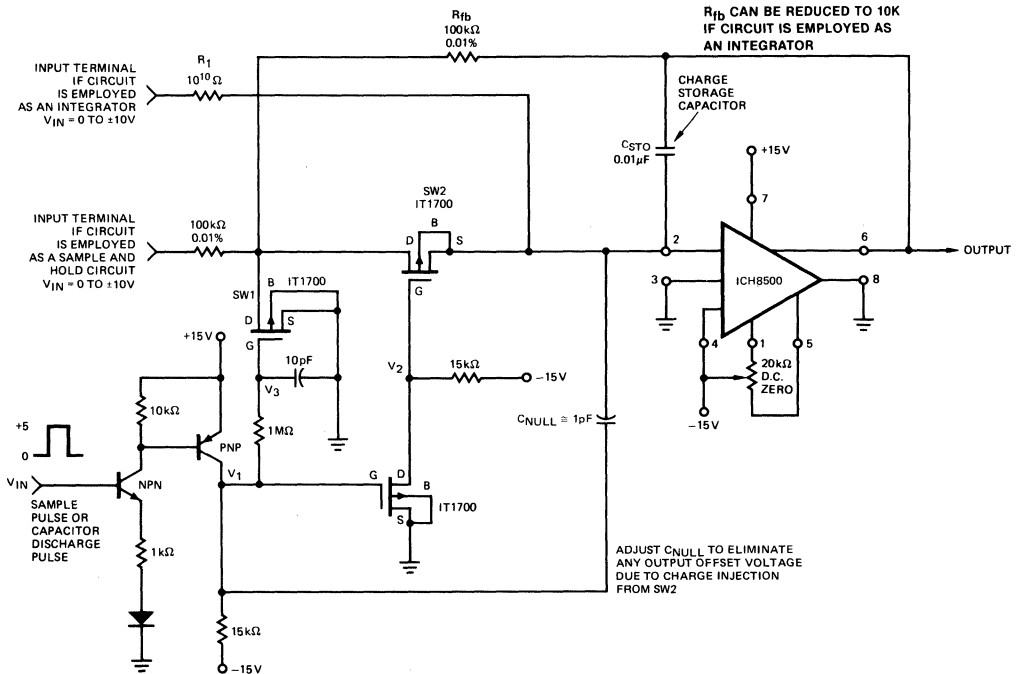 Rfb
100kΩ
0.01%
Rfb CAN BE REDUCED TO 10K
IF CIRCUIT IS EMPLOYED AS
AN INTEGRATOR
INPUT TERMINAL
IF CIRCUIT
IS EMPLOYED
AS AN INTEGRATOR
VIN = 0 TO ±10V
R1
10¹⁰Ω
CHARGE
STORAGE
CAPACITOR
CSTO
0.01µF
+15V
7
SW2
IT1700
B
D
S
G
INPUT TERMINAL
IF CIRCUIT
IS EMPLOYED
AS A SAMPLE AND
HOLD CIRCUIT
VIN = 0 TO ±10V
100kΩ
0.01%
2
6
OUTPUT
3
ICH8500
8
4
1
5
20kΩ
D.C.
ZERO
-15V
SW1
B
IT1700
D
S
G
10pF
V3
1MΩ
V2
15kΩ
-15V
CNULL ≅ 1pF
+15V
10kΩ
PNP
+5
0
VIN
NPN
V1
SAMPLE
PULSE OR
CAPACITOR
DISCHARGE
PULSE
1kΩ
G
D
B
IT1700
S
ADJUST CNULL TO ELIMINATE
ANY OUTPUT OFFSET VOLTAGE
DUE TO CHARGE INJECTION
FROM SW2
15kΩ
-15V